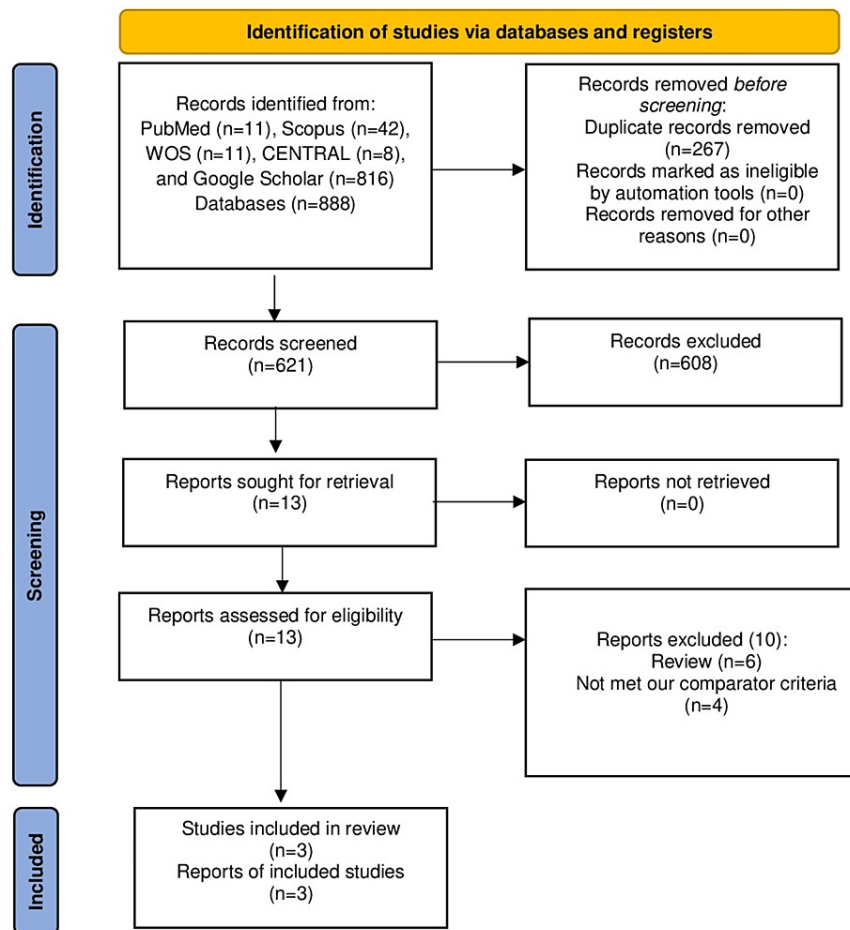 Identification of studies via databases and registers
Identification
Records identified from:
PubMed (n=11), Scopus (n=42),
WOS (n=11), CENTRAL (n=8),
and Google Scholar (n=816)
Databases (n=888)
Records removed before
screening:
Duplicate records removed
(n=267)
Records marked as ineligible
by automation tools (n=0)
Records removed for other
reasons (n=0)
Screening
Records screened
(n=621)
Records excluded
(n=608)
Reports sought for retrieval
(n=13)
Reports not retrieved
(n=0)
Reports assessed for eligibility
(n=13)
Reports excluded (10):
Review (n=6)
Not met our comparator criteria
(n=4)
Included
Studies included in review
(n=3)
Reports of included studies
(n=3)